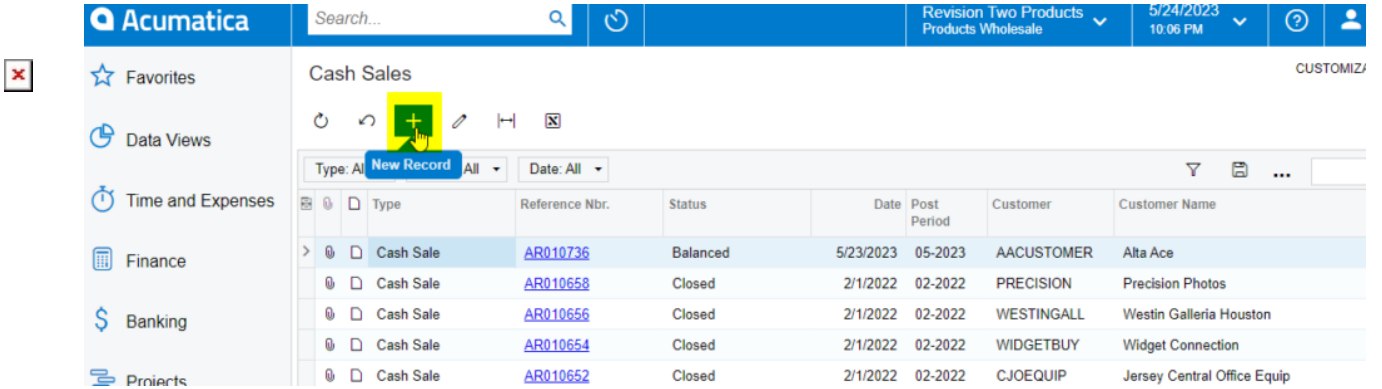 Acumatica
Search...
Revision Two Products
Products Wholesale
5/24/2023
10:06 PM
Favorites
Data Views
Time and Expenses
Finance
Banking
Projects
Cash Sales
CUSTOMIZA
New Record
Type: Al All Date: All
Type Reference Nbr. Status Date Post Period Customer Customer Name
Cash Sale AR010736 Balanced 5/23/2023 05-2023 AACUSTOMER Alta Ace
Cash Sale AR010658 Closed 2/1/2022 02-2022 PRECISION Precision Photos
Cash Sale AR010656 Closed 2/1/2022 02-2022 WESTINGALL Westin Galleria Houston
Cash Sale AR010654 Closed 2/1/2022 02-2022 WIDGETBUY Widget Connection
Cash Sale AR010652 Closed 2/1/2022 02-2022 CJOEQUIP Jersey Central Office Equip